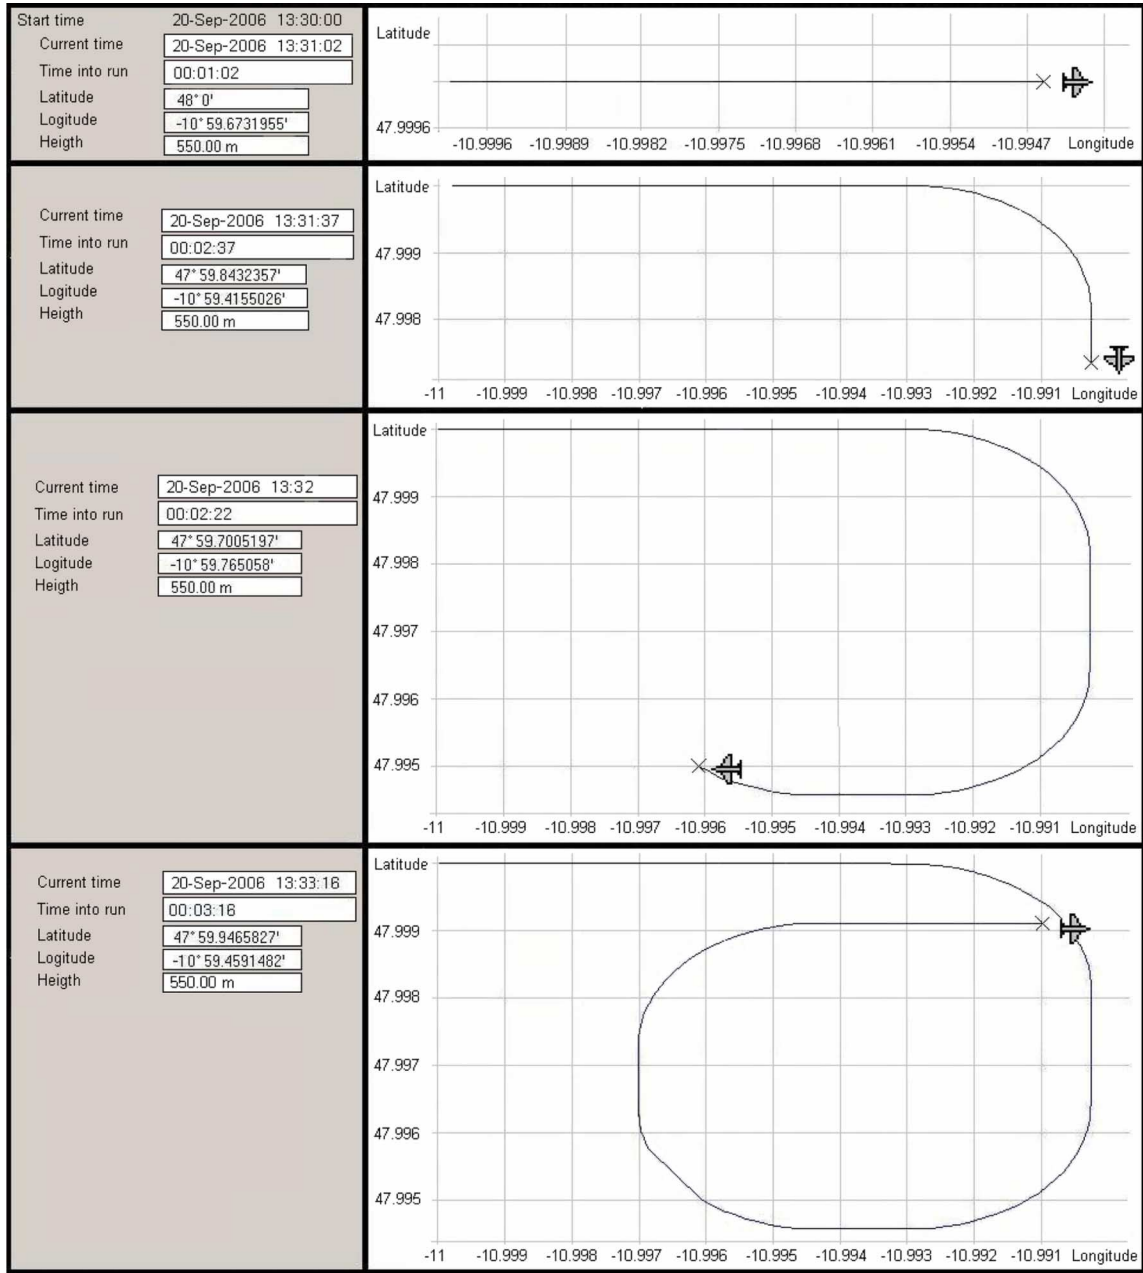 Start time 20-Sep-2006 13:30:00
Current time 20-Sep-2006 13:31:02
Time into run 00:01:02
Latitude 48° 0'
Logitude -10° 59.6731955'
Heigth 550.00 m
Latitude
47.9996
-10.9996 -10.9989 -10.9982 -10.9975 -10.9968 -10.9961 -10.9954 -10.9947 Longitude
Current time 20-Sep-2006 13:31:37
Time into run 00:02:37
Latitude 47° 59.8432357'
Logitude -10° 59.4155026'
Heigth 550.00 m
Latitude
47.999
47.998
-11 -10.999 -10.998 -10.997 -10.996 -10.995 -10.994 -10.993 -10.992 -10.991 Longitude
Current time 20-Sep-2006 13:32
Time into run 00:02:22
Latitude 47° 59.7005197'
Logitude -10° 59.765058'
Heigth 550.00 m
Latitude
47.999
47.998
47.997
47.996
47.995
-11 -10.999 -10.998 -10.997 -10.996 -10.995 -10.994 -10.993 -10.992 -10.991 Longitude
Current time 20-Sep-2006 13:33:16
Time into run 00:03:16
Latitude 47° 59.9465827'
Logitude -10° 59.4591482'
Heigth 550.00 m
Latitude
47.999
47.998
47.997
47.996
47.995
-11 -10.999 -10.998 -10.997 -10.996 -10.995 -10.994 -10.993 -10.992 -10.991 Longitude